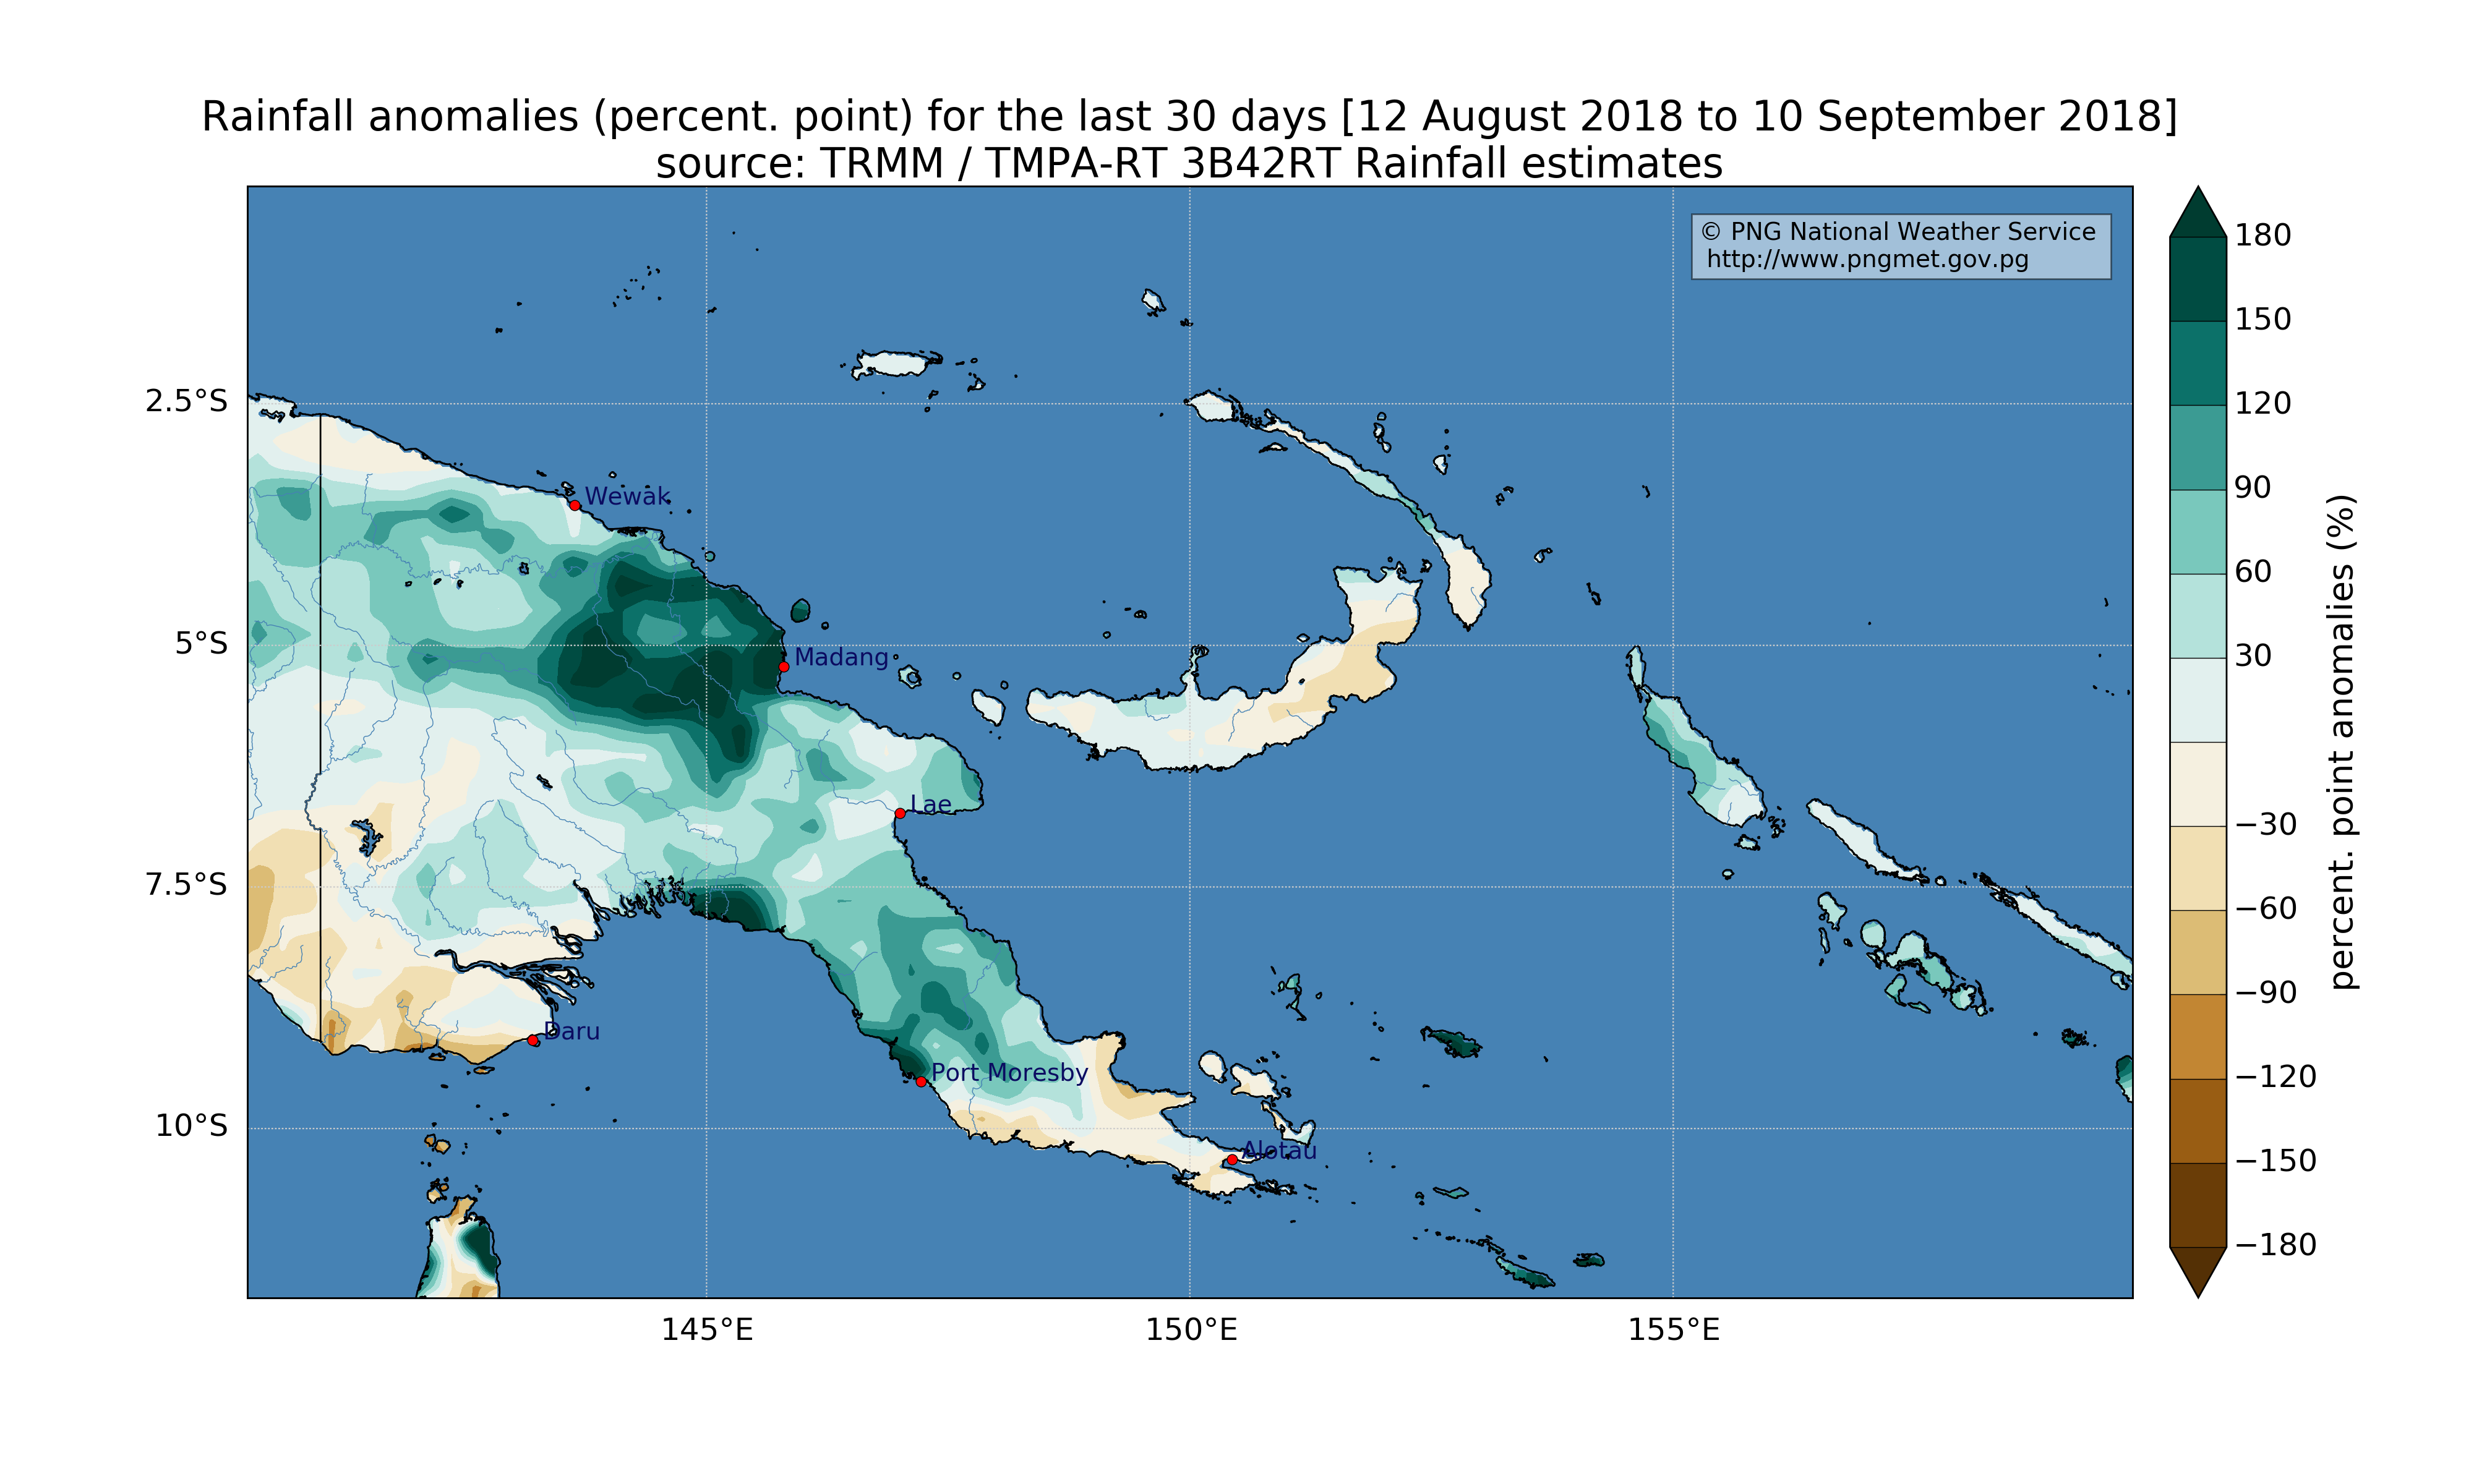 Rainfall anomalies (percent. point) for the last 30 days [12 August 2018 to 10 September 2018]
source: TRMM / TMPA-RT 3B42RT Rainfall estimates
© PNG National Weather Service
http://www.pngmet.gov.pg
2.5°S
5°S
7.5°S
10°S
145°E
150°E
155°E
Wewak
Madang
Lae
Daru
Port Moresby
Alotau
180
150
120
90
60
30
−30
−60
−90
−120
−150
−180
percent. point anomalies (%)